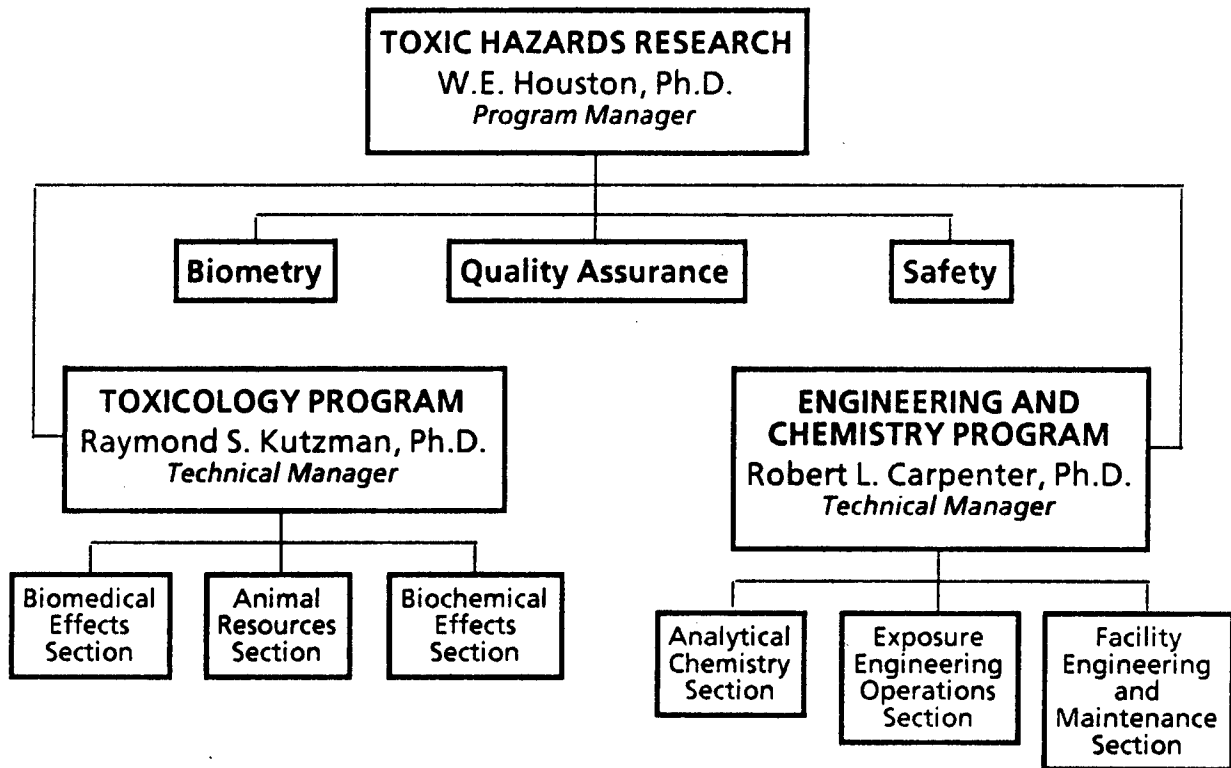 TOXIC HAZARDS RESEARCH
W.E. Houston, Ph.D.
Program Manager
Biometry
Quality Assurance
Safety
TOXICOLOGY PROGRAM
Raymond S. Kutzman, Ph.D.
Technical Manager
ENGINEERING AND
CHEMISTRY PROGRAM
Robert L. Carpenter, Ph.D.
Technical Manager
Biomedical
Effects
Section
Animal
Resources
Section
Biochemical
Effects
Section
Analytical
Chemistry
Section
Exposure
Engineering
Operations
Section
Facility
Engineering
and
Maintenance
Section